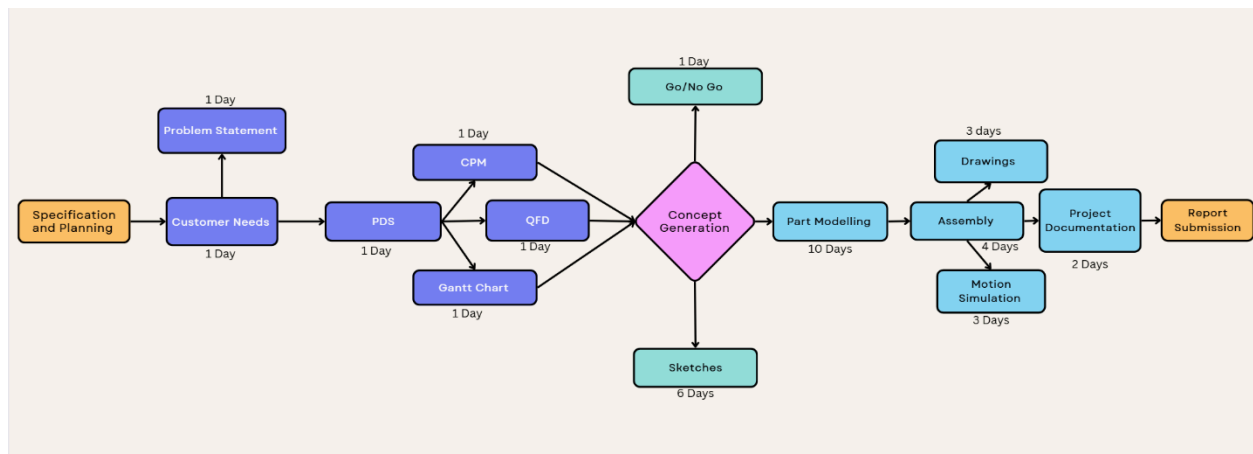 1 Day
Problem Statement
Specification
and Planning
Customer Needs
1 Day
PDS
1 Day
1 Day
CPM
QFD
1 Day
Gantt Chart
1 Day
1 Day
Go/No Go
Concept
Generation
Sketches
6 Days
Part Modelling
10 Days
3 days
Drawings
Assembly
4 Days
Motion
Simulation
3 Days
Project
Documentation
2 Days
Report
Submission